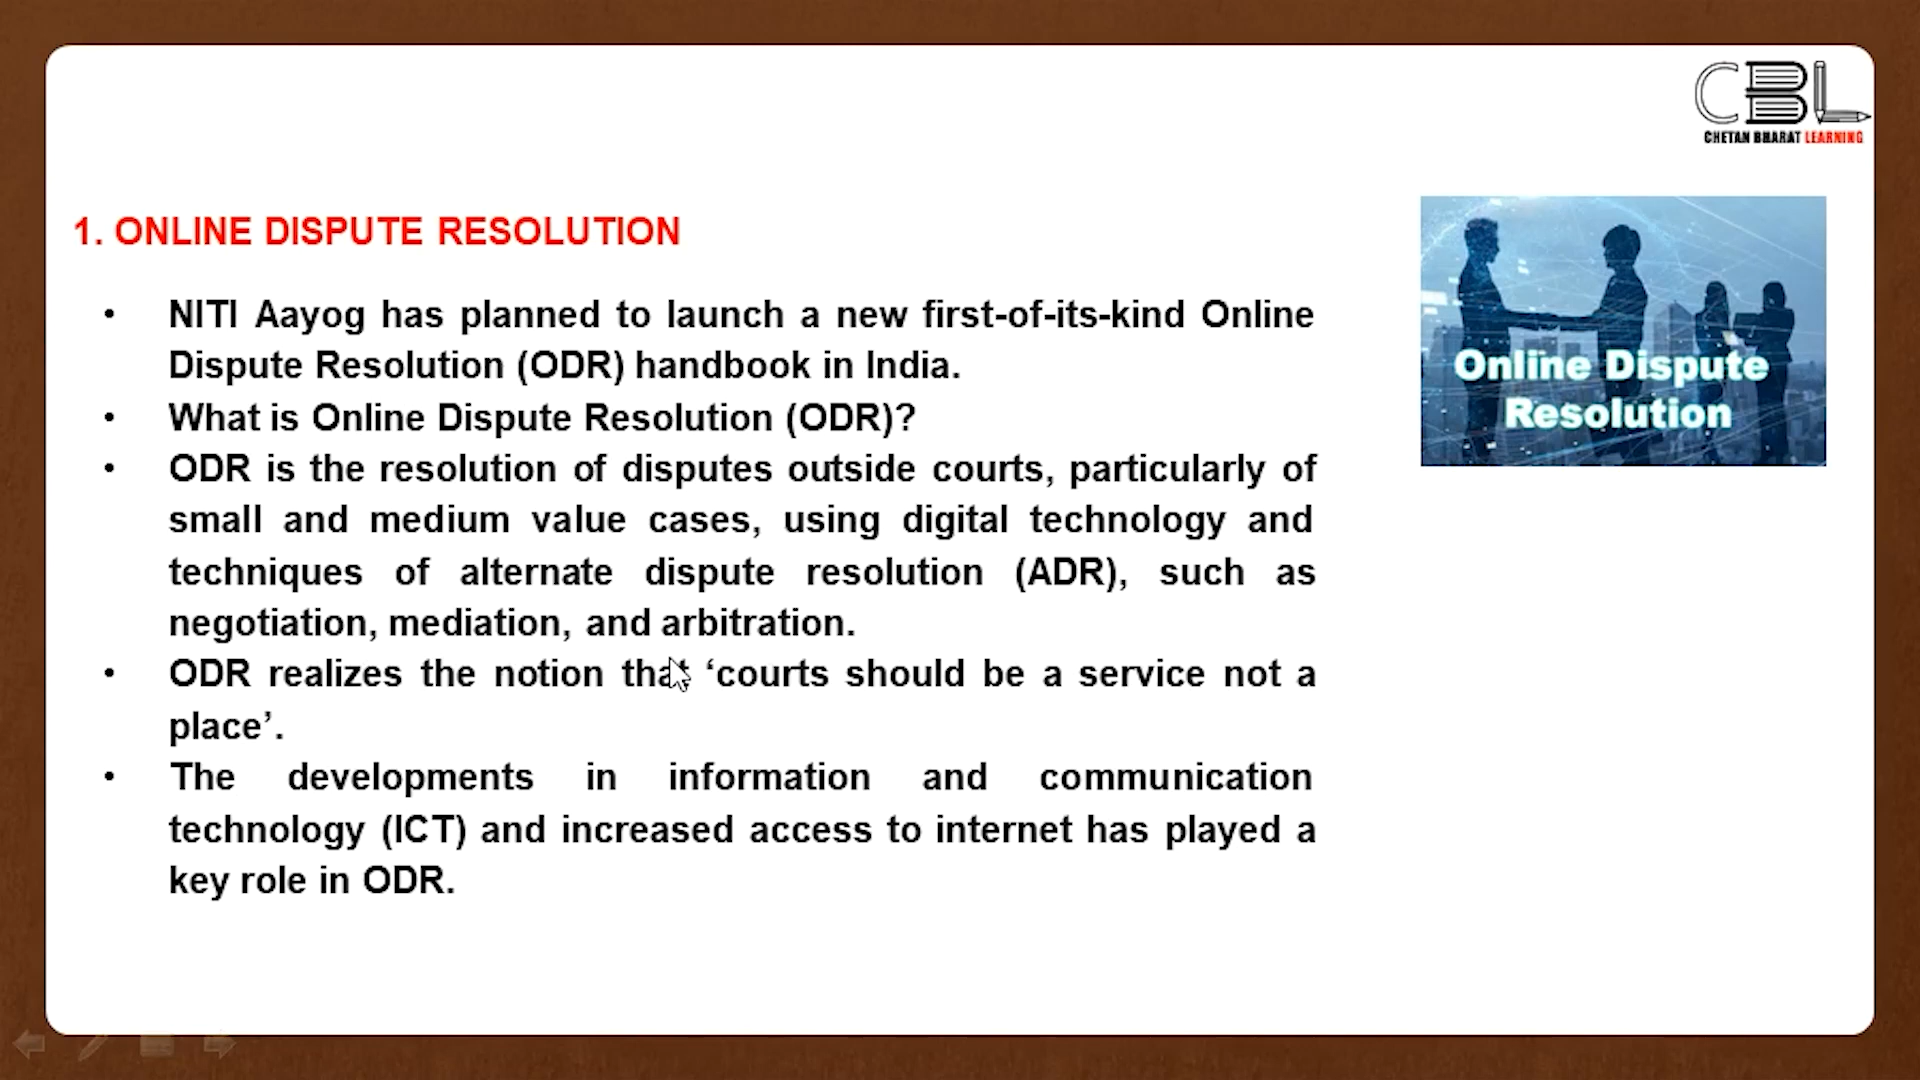 CBL
CHETAN BHARAT LEARNING
1. ONLINE DISPUTE RESOLUTION
• NITI Aayog has planned to launch a new first-of-its-kind Online
Dispute Resolution (ODR) handbook in India.
• What is Online Dispute Resolution (ODR)?
• ODR is the resolution of disputes outside courts, particularly of
small and medium value cases, using digital technology and
techniques of alternate dispute resolution (ADR), such as
negotiation, mediation, and arbitration.
• ODR realizes the notion that ‘courts should be a service not a
place’.
• The developments in information and communication
technology (ICT) and increased access to internet has played a
key role in ODR.
Online Dispute
Resolution